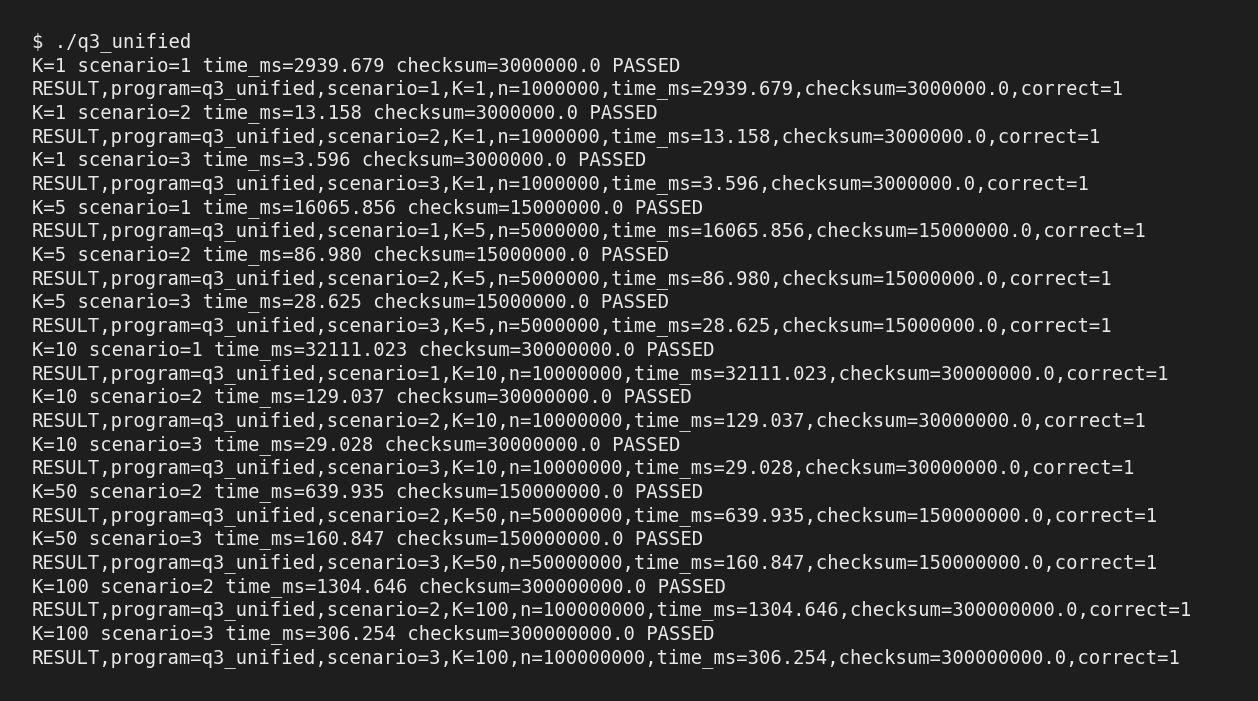 $ ./q3_unified
K=1 scenario=1 time_ms=2939.679 checksum=3000000.0 PASSED
RESULT,program=q3_unified,scenario=1,K=1,n=1000000,time_ms=2939.679,checksum=3000000.0,correct=1
K=1 scenario=2 time_ms=13.158 checksum=3000000.0 PASSED
RESULT,program=q3_unified,scenario=2,K=1,n=1000000,time_ms=13.158,checksum=3000000.0,correct=1
K=1 scenario=3 time_ms=3.596 checksum=3000000.0 PASSED
RESULT,program=q3_unified,scenario=3,K=1,n=1000000,time_ms=3.596,checksum=3000000.0,correct=1
K=5 scenario=1 time_ms=16065.856 checksum=15000000.0 PASSED
RESULT,program=q3_unified,scenario=1,K=5,n=5000000,time_ms=16065.856,checksum=15000000.0,correct=1
K=5 scenario=2 time_ms=86.980 checksum=15000000.0 PASSED
RESULT,program=q3_unified,scenario=2,K=5,n=5000000,time_ms=86.980,checksum=15000000.0,correct=1
K=5 scenario=3 time_ms=28.625 checksum=15000000.0 PASSED
RESULT,program=q3_unified,scenario=3,K=5,n=5000000,time_ms=28.625,checksum=15000000.0,correct=1
K=10 scenario=1 time_ms=32111.023 checksum=30000000.0 PASSED
RESULT,program=q3_unified,scenario=1,K=10,n=10000000,time_ms=32111.023,checksum=30000000.0,correct=1
K=10 scenario=2 time_ms=129.037 checksum=30000000.0 PASSED
RESULT,program=q3_unified,scenario=2,K=10,n=10000000,time_ms=129.037,checksum=30000000.0,correct=1
K=10 scenario=3 time_ms=29.028 checksum=30000000.0 PASSED
RESULT,program=q3_unified,scenario=3,K=10,n=10000000,time_ms=29.028,checksum=30000000.0,correct=1
K=50 scenario=2 time_ms=639.935 checksum=150000000.0 PASSED
RESULT,program=q3_unified,scenario=2,K=50,n=50000000,time_ms=639.935,checksum=150000000.0,correct=1
K=50 scenario=3 time_ms=160.847 checksum=150000000.0 PASSED
RESULT,program=q3_unified,scenario=3,K=50,n=50000000,time_ms=160.847,checksum=150000000.0,correct=1
K=100 scenario=2 time_ms=1304.646 checksum=300000000.0 PASSED
RESULT,program=q3_unified,scenario=2,K=100,n=100000000,time_ms=1304.646,checksum=300000000.0,correct=1
K=100 scenario=3 time_ms=306.254 checksum=300000000.0 PASSED
RESULT,program=q3_unified,scenario=3,K=100,n=100000000,time_ms=306.254,checksum=300000000.0,correct=1